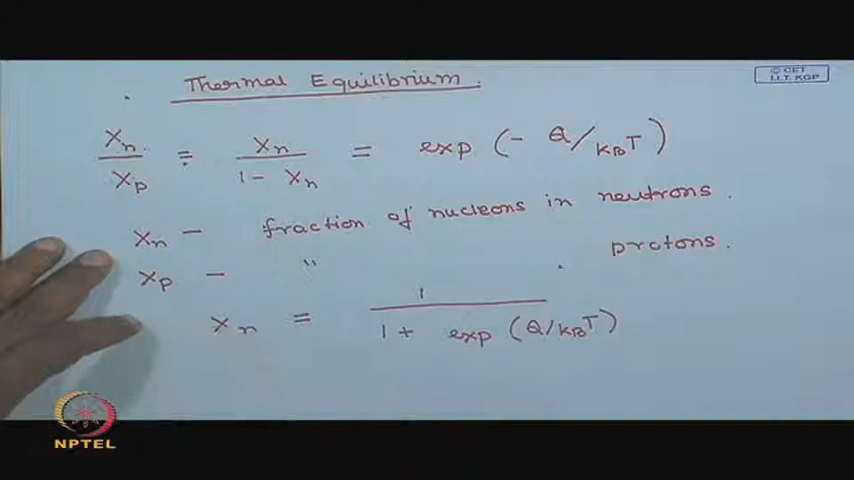 Thermal Equilibrium.
© CET
I.I.T. KGP
Xn / Xp = Xn / 1 - Xn = exp (- Q/kBT)
Xn - fraction of nucleons in neutrons.
Xp - " protons.
Xn = 1 / 1 + exp (Q/kBT)
NPTEL